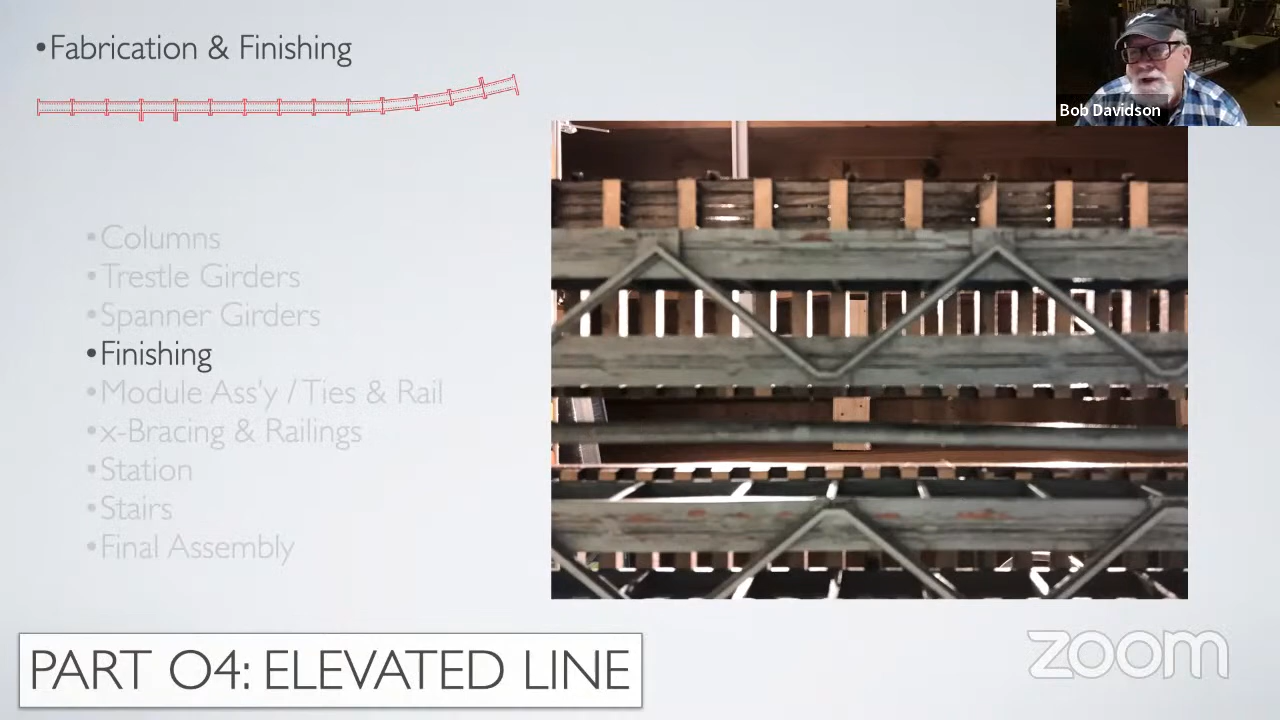 •Fabrication & Finishing
Bob Davidson
•Columns
•Trestle Girders
•Spanner Girders
•Finishing
•Module Ass'y / Ties & Rail
•x-Bracing & Railings
•Station
•Stairs
•Final Assembly
PART 04: ELEVATED LINE
zoom